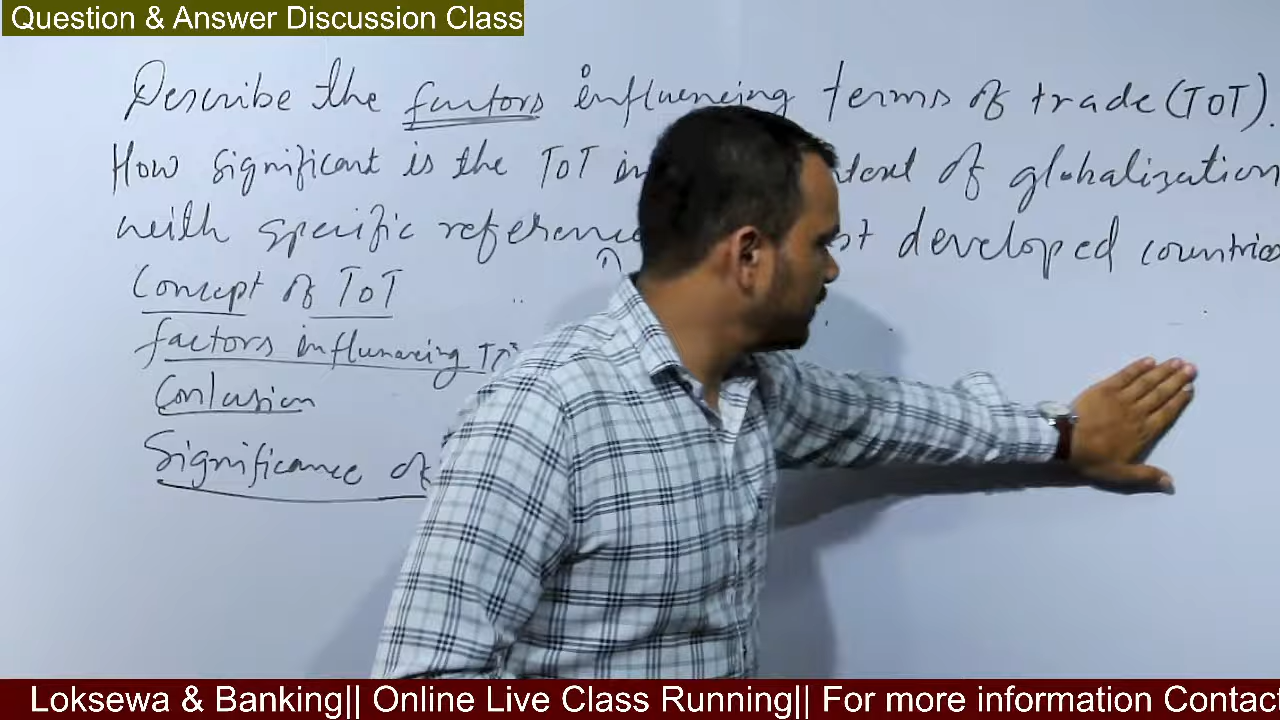 Question & Answer Discussion Class
Describe the factors influencing terms of trade (TOT).
How significant is the TOT in of globalization
with specific reference developed countries
Concept of TOT
factors influnancing
Conlusion
Significance of
Loksewa & Banking|| Online Live Class Running|| For more information Contact